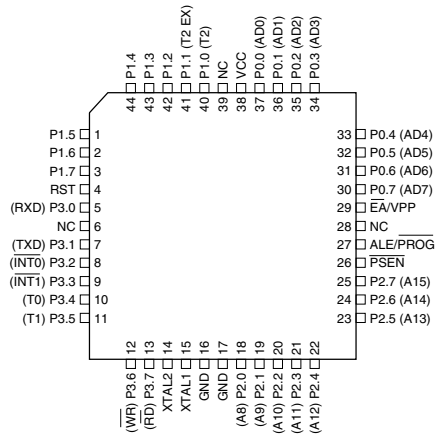 P1.4
P1.3
P1.2
P1.1 (T2 EX)
P1.0 (T2)
NC
VCC
P0.0 (AD0)
P0.1 (AD1)
P0.2 (AD2)
P0.3 (AD3)
44
43
42
41
40
39
38
37
36
35
34
P1.5 1
P1.6 2
P1.7 3
RST 4
(RXD) P3.0 5
NC 6
(TXD) P3.1 7
(INT0) P3.2 8
(INT1) P3.3 9
(T0) P3.4 10
(T1) P3.5 11
33 P0.4 (AD4)
32 P0.5 (AD5)
31 P0.6 (AD6)
30 P0.7 (AD7)
29 EA/VPP
28 NC
27 ALE/PROG
26 PSEN
25 P2.7 (A15)
24 P2.6 (A14)
23 P2.5 (A13)
12
13
14
15
16
17
18
19
20
21
22
(WR) P3.6
(RD) P3.7
XTAL2
XTAL1
GND
GND
(A8) P2.0
(A9) P2.1
(A10) P2.2
(A11) P2.3
(A12) P2.4